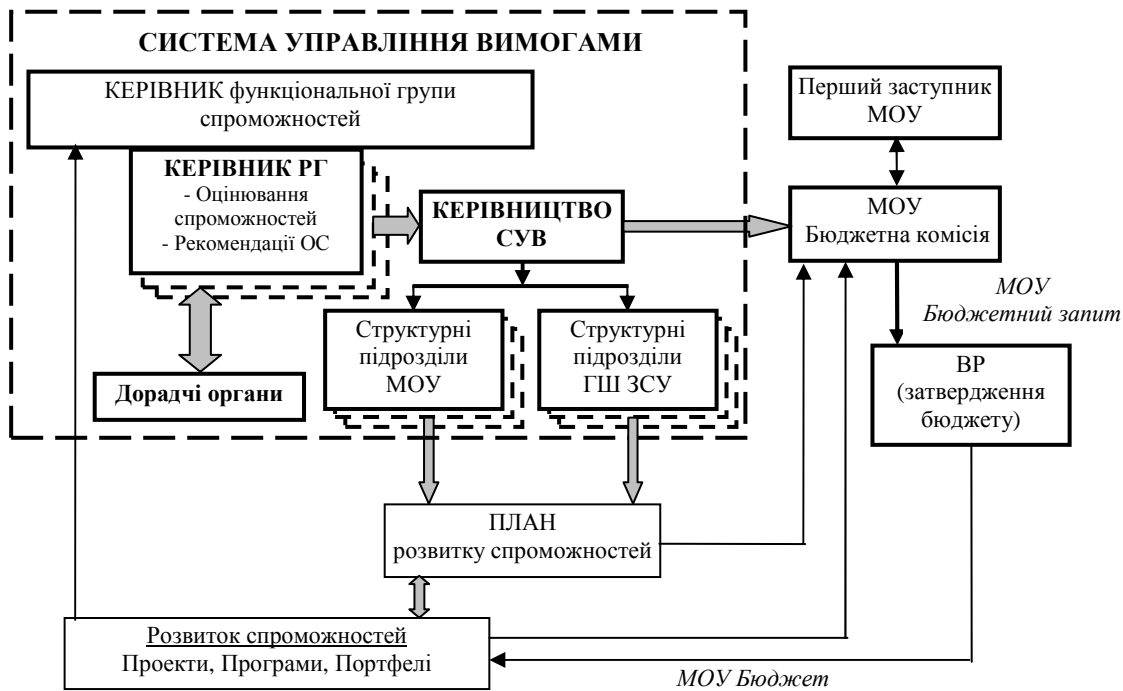 СИСТЕМА УПРАВЛІННЯ ВИМОГАМИ
КЕРІВНИК функціональної групи
спроможностей
КЕРІВНИК РГ
- Оцінювання
спроможностей
- Рекомендації ОС
КЕРІВНИЦТВО
СУВ
Структурні
підрозділи
МОУ
Структурні
підрозділи
ГШ ЗСУ
Дорадчі органи
Перший заступник
МОУ
МОУ
Бюджетна комісія
МОУ
Бюджетний запит
ВР
(затвердження
бюджету)
ПЛАН
розвитку спроможностей
Розвиток спроможностей
Проекти, Програми, Портфелі
МОУ Бюджет